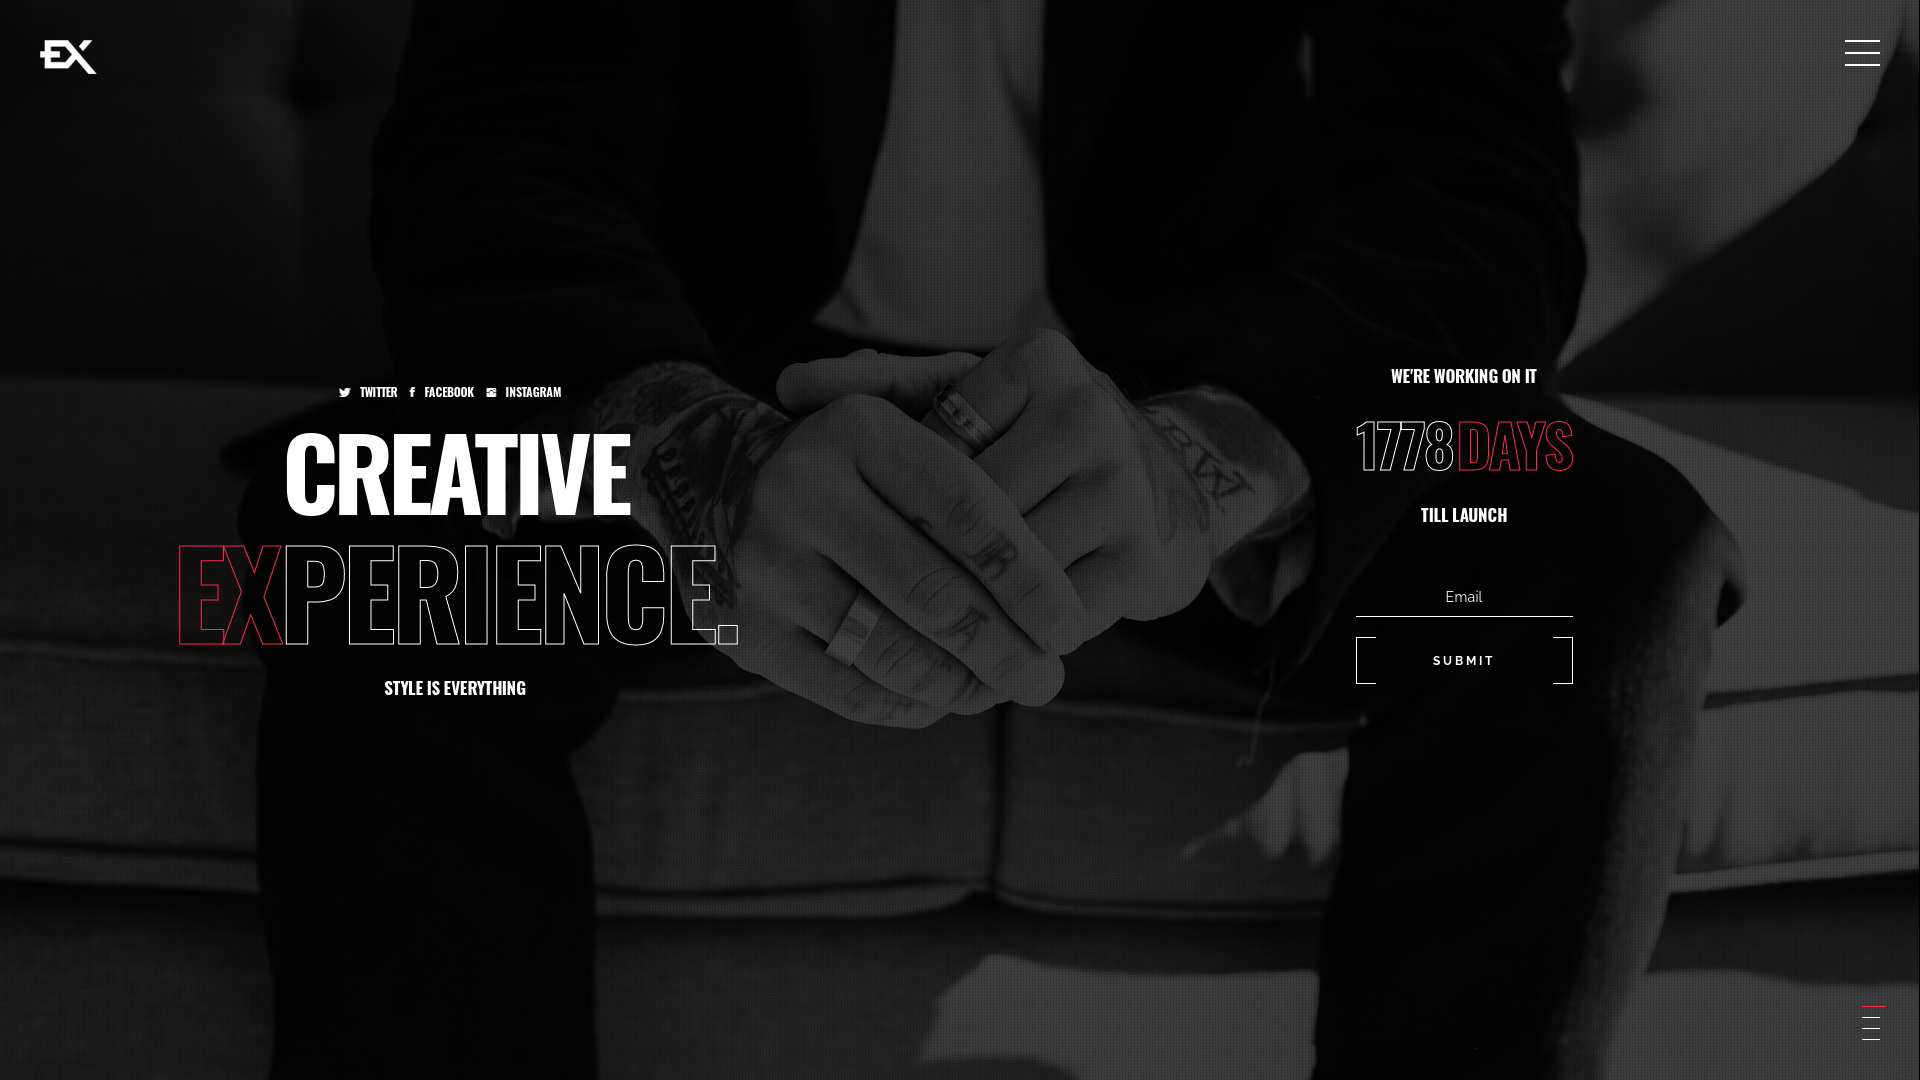 EX
TWITTER FACEBOOK INSTAGRAM
CREATIVE
EXPERIENCE.
STYLE IS EVERYTHING
WE'RE WORKING ON IT
1778 DAYS
TILL LAUNCH
Email
SUBMIT